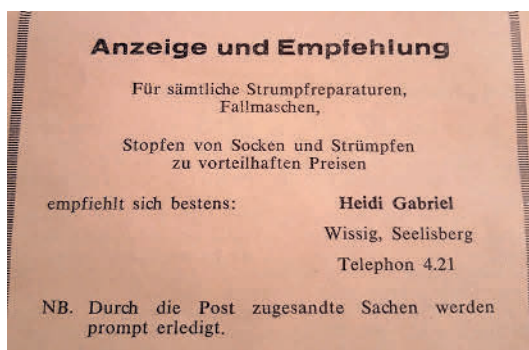 Anzeige und Empfehlung
Für sämtliche Strumpfreparaturen,
Fallmaschen,
Stopfen von Socken und Strümpfen
zu vorteilhaften Preisen
empfiehlt sich bestens: Heidi Gabriel
Wissig, Seelisberg
Telephon 4.21
NB. Durch die Post zugesandte Sachen werden
prompt erledigt.